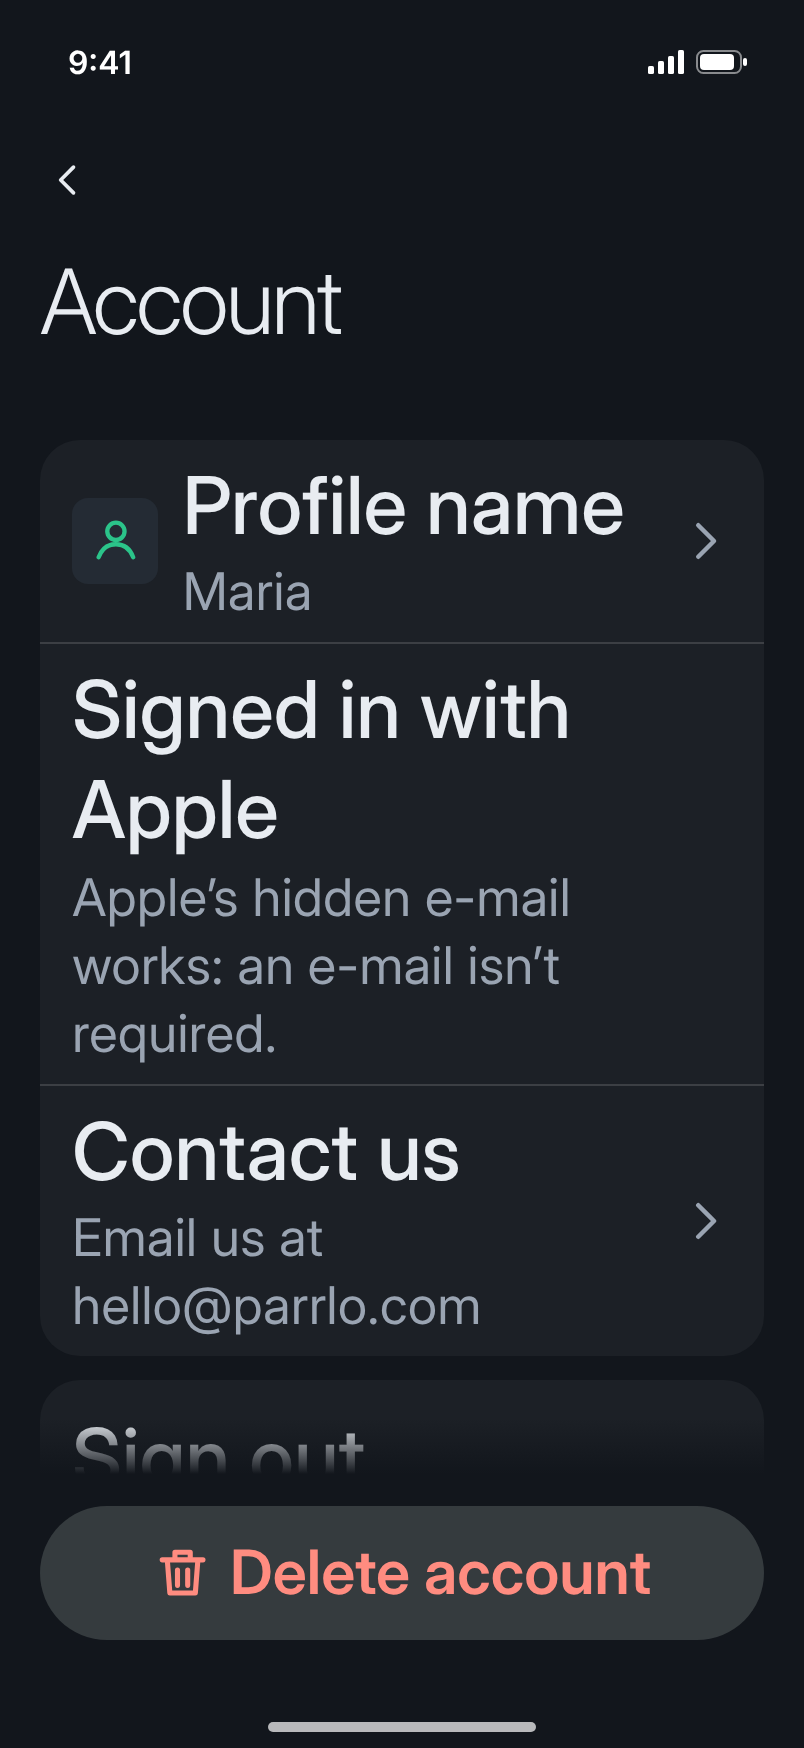 9:41
Account
Profile name
Maria
Signed in with
Apple
Apple’s hidden e-mail
works: an e-mail isn’t
required.
Contact us
Email us at
hello@parrlo.com
Sign out
Delete account